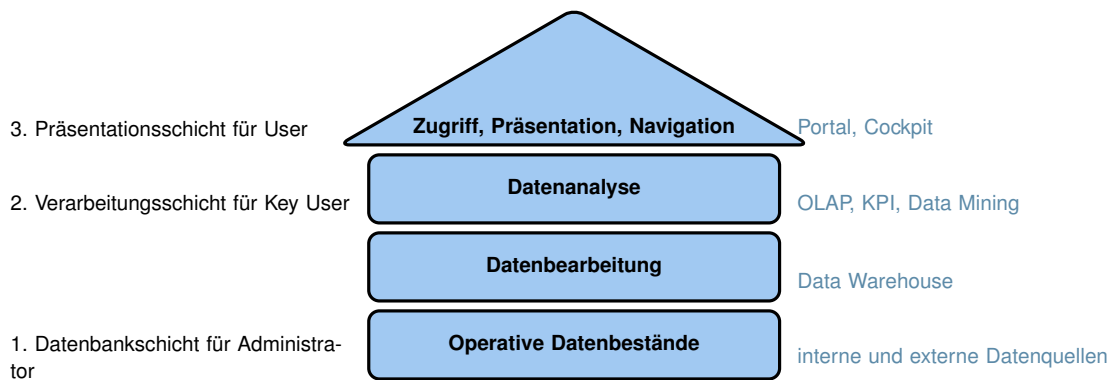 3. Präsentationsschicht für User
Zugriff, Präsentation, Navigation
Portal, Cockpit
Datenanalyse
2. Verarbeitungsschicht für Key User
OLAP, KPI, Data Mining
Datenbearbeitung
Data Warehouse
1. Datenbankschicht für Administra-
tor
Operative Datenbestände
interne und externe Datenquellen